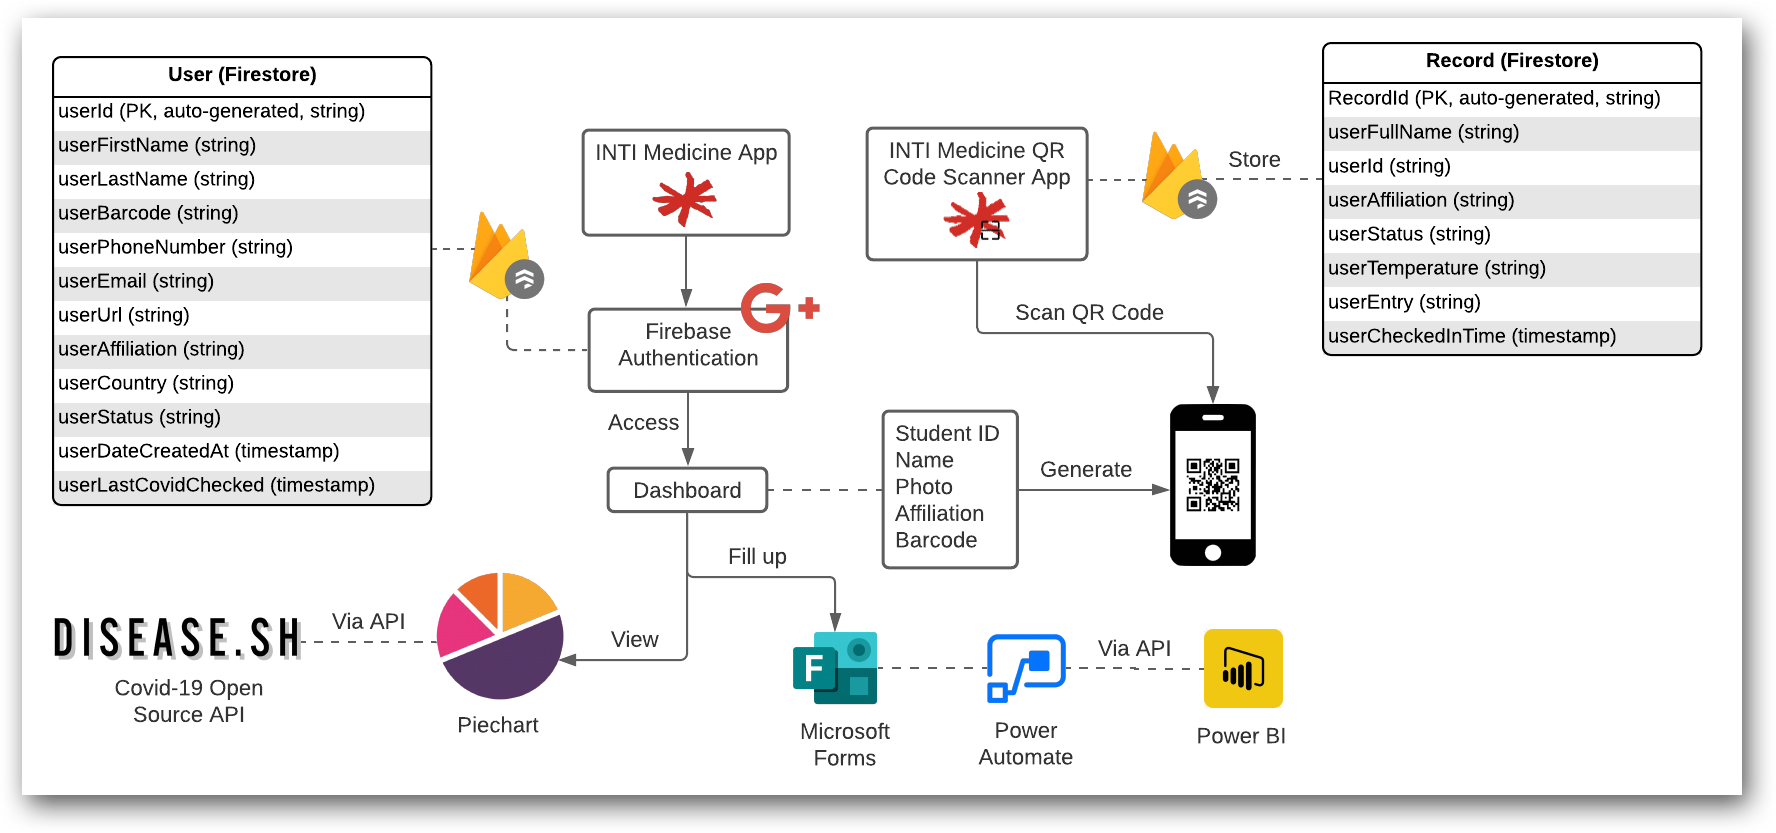 User (Firestore)
userId (PK, auto-generated, string)
userFirstName (string)
userLastName (string)
userBarcode (string)
userPhoneNumber (string)
userEmail (string)
userUrl (string)
userAffiliation (string)
userCountry (string)
userStatus (string)
userDateCreatedAt (timestamp)
userLastCovidChecked (timestamp)
INTI Medicine App
G+
Firebase
Authentication
Access
Dashboard
INTI Medicine QR
Code Scanner App
Store
Scan QR Code
Record (Firestore)
RecordId (PK, auto-generated, string)
userFullName (string)
userId (string)
userAffiliation (string)
userStatus (string)
userTemperature (string)
userEntry (string)
userCheckedInTime (timestamp)
Student ID
Name
Photo
Affiliation
Barcode
Generate
Fill up
View
DISEASE.SH
Via API
Covid-19 Open
Source API
Piechart
F
Microsoft
Forms
Power
Automate
Via API
Power BI